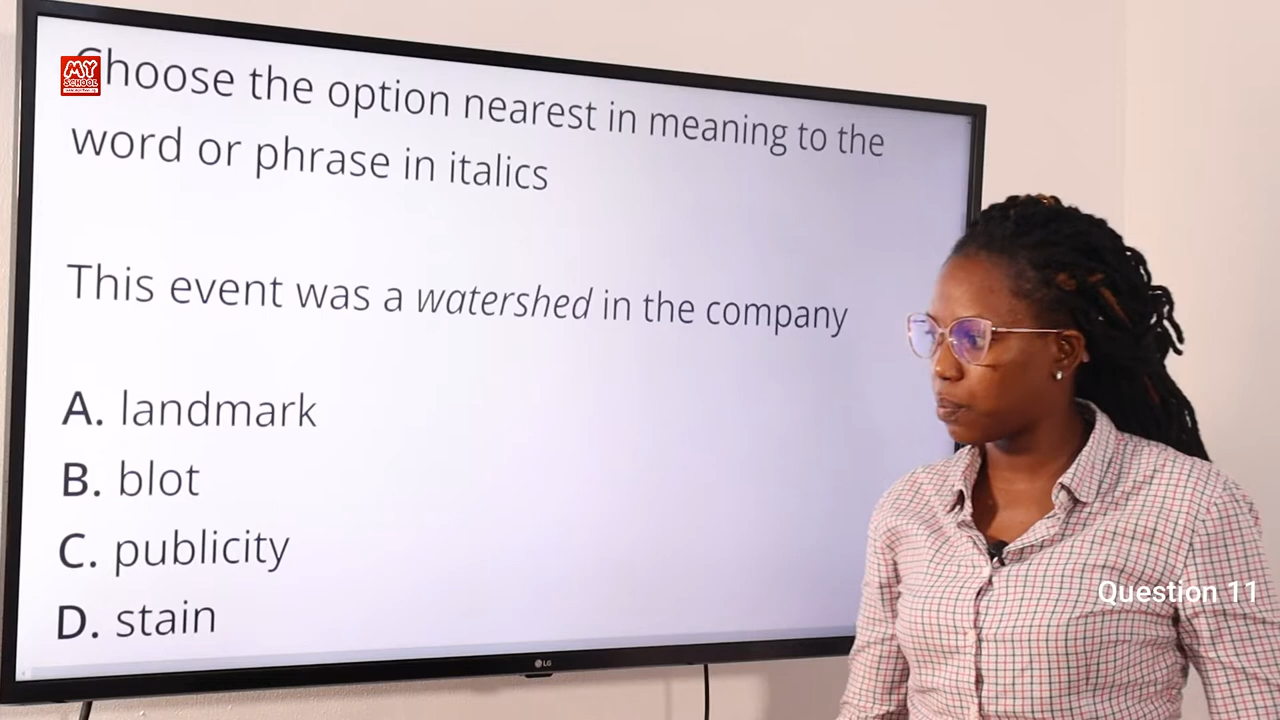 MY
SCHOOL
Choose the option nearest in meaning to the
word or phrase in italics
This event was a watershed in the company
A. landmark
B. blot
C. publicity
D. stain
Question 11
LG